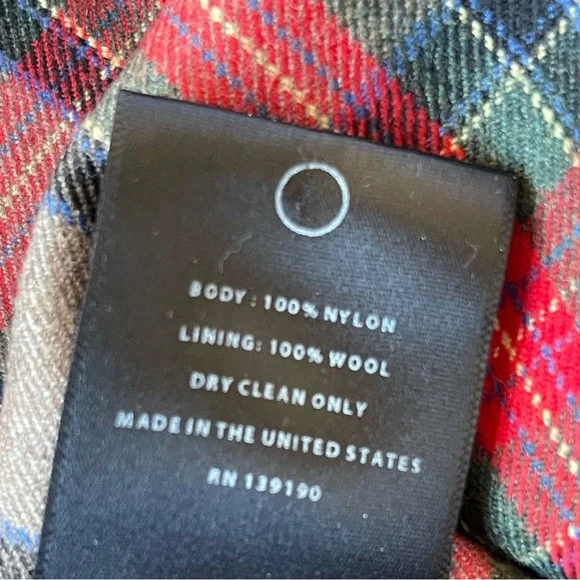 BODY: 100% NYLON
LINING: 100% WOOL
DRY CLEAN ONLY
MADE IN THE UNITED STATES
RN 139190